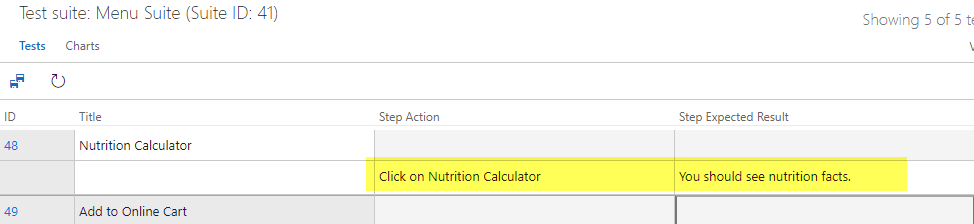 Test suite: Menu Suite (Suite ID: 41)
Showing 5 of 5 te
Tests Charts
ID Title Step Action Step Expected Result
48 Nutrition Calculator
Click on Nutrition Calculator You should see nutrition facts.
49 Add to Online Cart